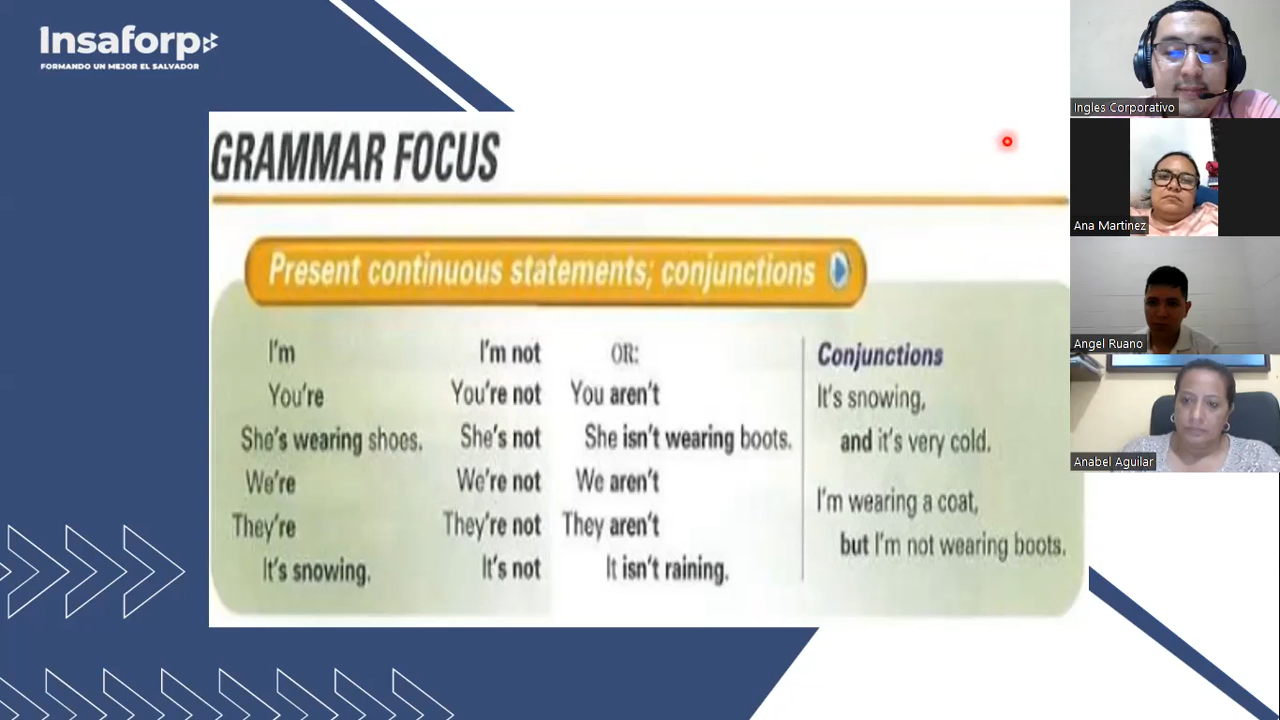 Insaforp
FORMANDO UN MEJOR EL SALVADOR
GRAMMAR FOCUS
Present continuous statements; conjunctions
I'm I'm not OR:
You're You're not You aren't
She's wearing shoes. She's not She isn't wearing boots.
We're We're not We aren't
They're They're not They aren't
It's snowing. It's not It isn't raining.
Conjunctions
It's snowing,
and it's very cold.
I'm wearing a coat,
but I'm not wearing boots.
Ingles Corporativo
Ana Martinez
Angel Ruano
Anabel Aguilar